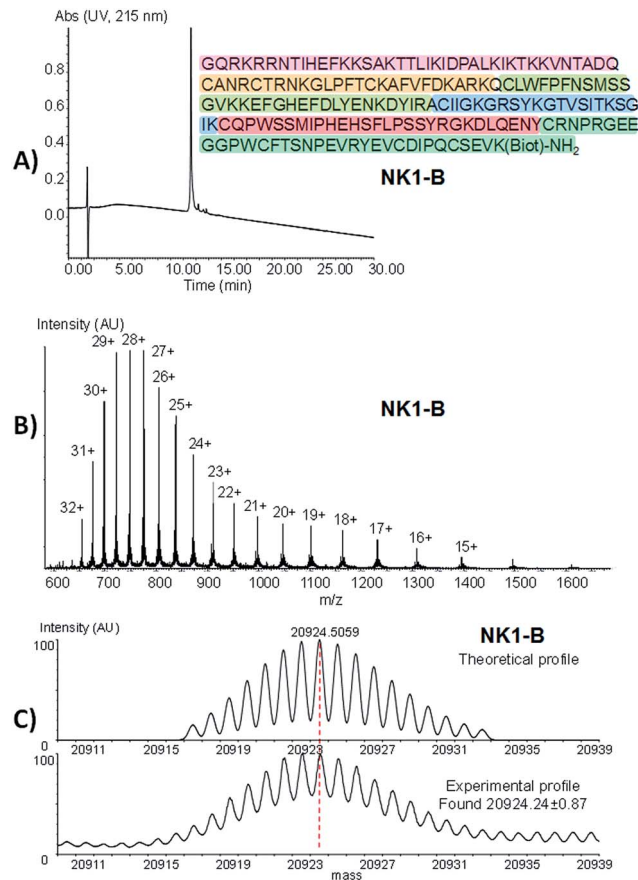 Abs (UV, 215 nm)
GQRKRRNTIHEFKKSAKTTLIKIDPALKIKTKKVNTADQ
CANRCTRNKGLPFTCKAFVFDKARKQCLWFPFNSMSS
GVKKEFGHEFDLYENKDYIRACIIGKGRSYKGTVSITKSG
IKCQPWSSMIPHEHSFLPSSYRGKDLQENYCRNPRGEE
GGPWCFTSNPEVRYEVCDIPQCSEVK(Biot)-NH2
A)
NK1-B
0.8
0.6
0.4
0.2
0.0
0.00 5.00 10.00 15.00 20.00 25.00 30.00
Time (min)
Intensity (AU)
B)
NK1-B
32+ 31+ 30+ 29+ 28+ 27+ 26+ 25+ 24+ 23+ 22+ 21+ 20+ 19+ 18+ 17+ 16+ 15+
600 700 800 900 1000 1100 1200 1300 1400 1500 1600
m/z
Intensity (AU)
20924.5059
NK1-B
Theoretical profile
100
0
20911 20915 20919 20923 20927 20931 20935 20939
C)
100
Experimental profile
Found 20924.24±0.87
0
20911 20915 20919 20923 20927 20931 20935 20939
mass